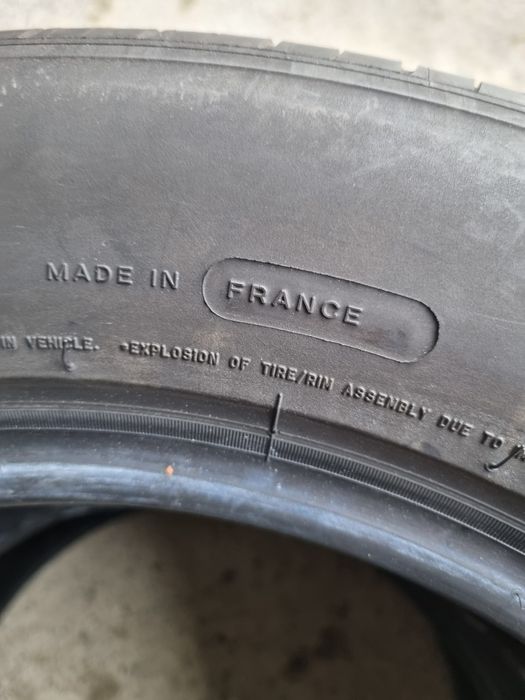 MADE IN FRANCE
IN VEHICLE. •EXPLOSION OF TIRE/RIM ASSEMBLY DUE TO